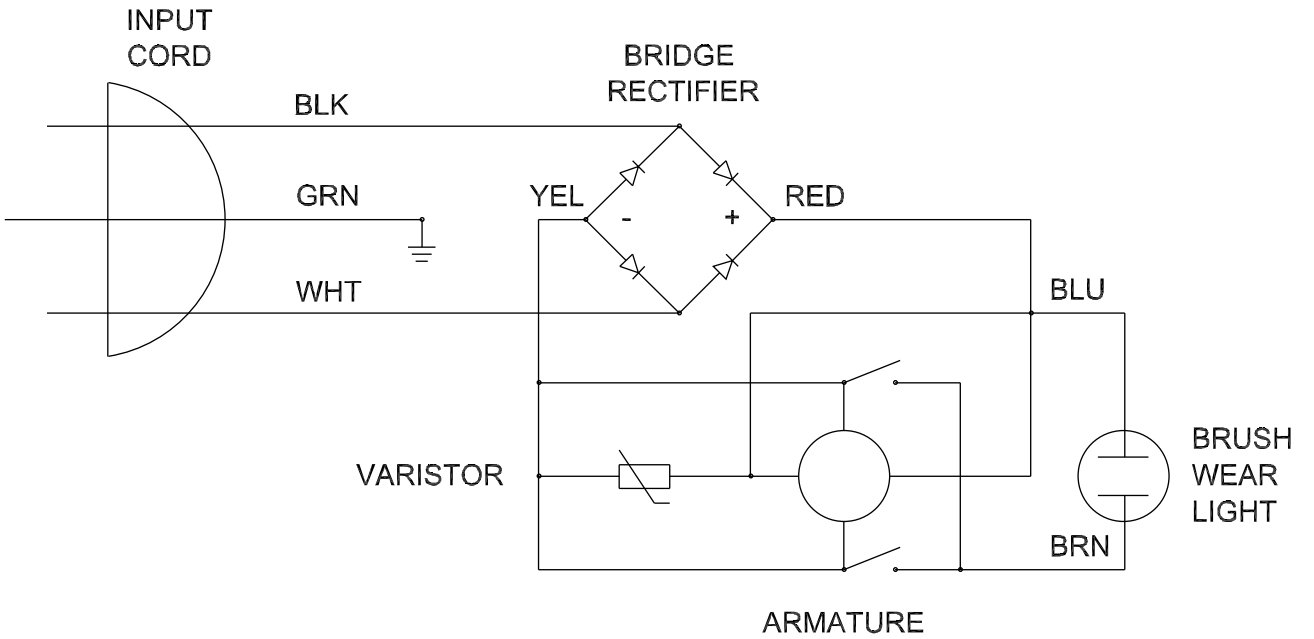 INPUT
CORD
BRIDGE
RECTIFIER
BLK
GRN
YEL
-
+
RED
WHT
BLU
VARISTOR
BRUSH
WEAR
LIGHT
BRN
ARMATURE